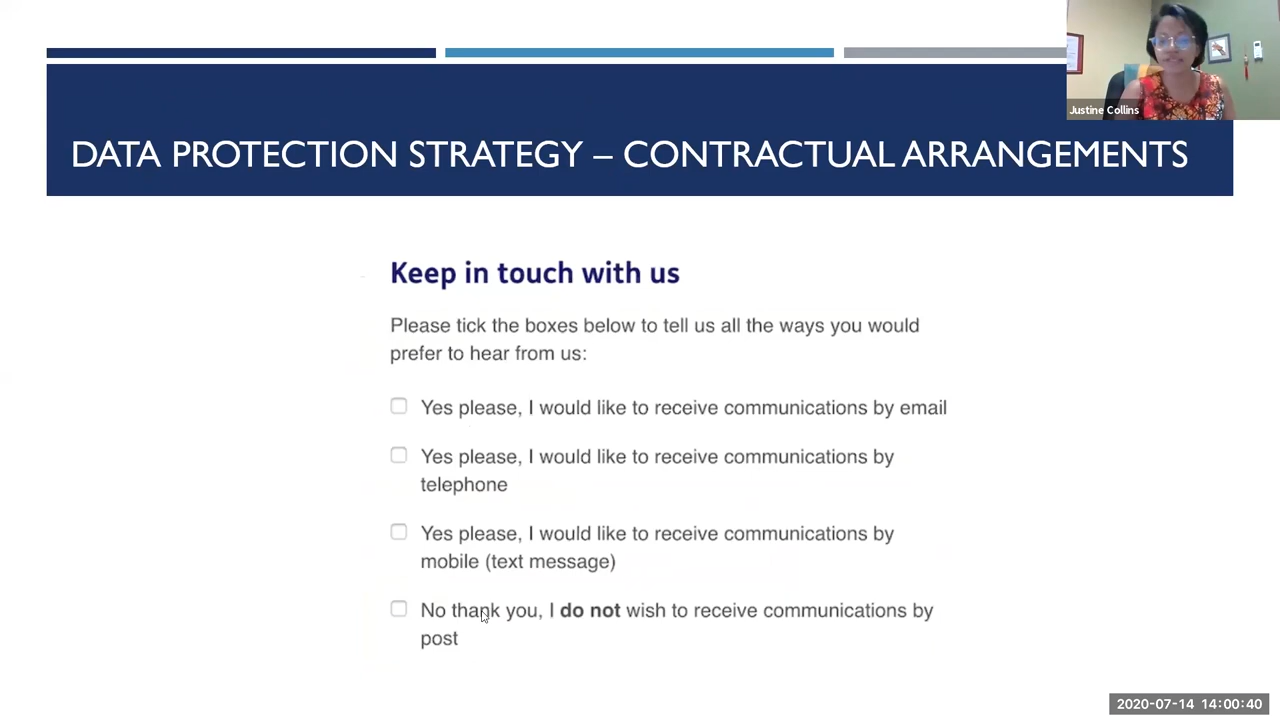 Justine Collins
DATA PROTECTION STRATEGY – CONTRACTUAL ARRANGEMENTS
Keep in touch with us
Please tick the boxes below to tell us all the ways you would
prefer to hear from us:
Yes please, I would like to receive communications by email
Yes please, I would like to receive communications by
telephone
Yes please, I would like to receive communications by
mobile (text message)
No thank you, I do not wish to receive communications by
post
2020-07-14 14:00:40